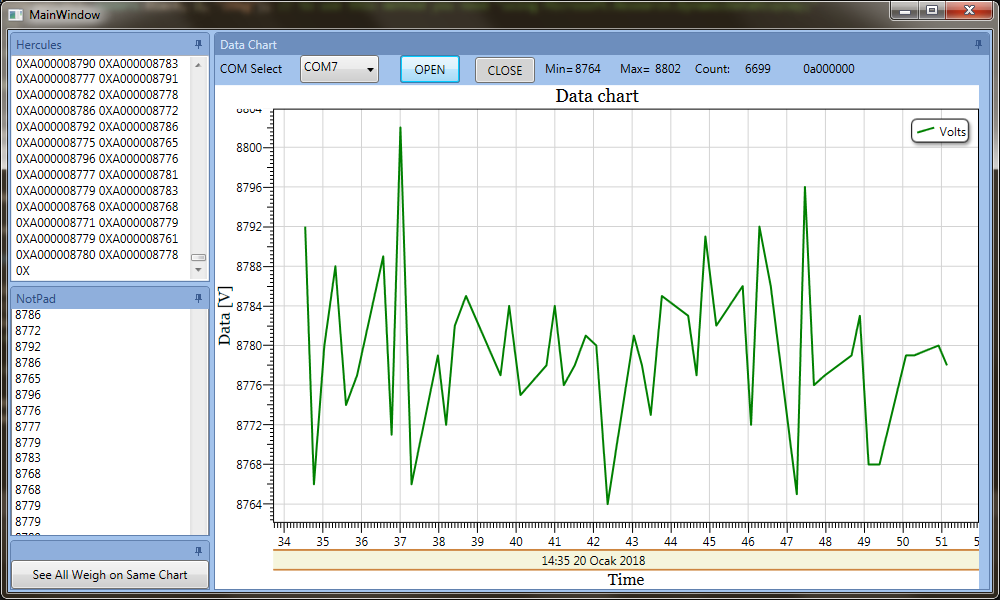 MainWindow
Hercules
0XA000008790 0XA000008783
0XA000008777 0XA000008791
0XA000008782 0XA000008778
0XA000008786 0XA000008772
0XA000008792 0XA000008786
0XA000008775 0XA000008765
0XA000008796 0XA000008776
0XA000008777 0XA000008781
0XA000008779 0XA000008783
0XA000008768 0XA000008768
0XA000008771 0XA000008779
0XA000008779 0XA000008761
0XA000008780 0XA000008778
0X
NotPad
8786
8772
8792
8786
8765
8796
8776
8777
8779
8783
8768
8768
8779
8779
See All Weigh on Same Chart
Data Chart
COM Select COM7 OPEN CLOSE Min= 8764 Max= 8802 Count: 6699 0a000000
Data chart
Volts
Data [V]
8804
8800
8796
8792
8788
8784
8780
8776
8772
8768
8764
34 35 36 37 38 39 40 41 42 43 44 45 46 47 48 49 50 51
14:35 20 Ocak 2018
Time